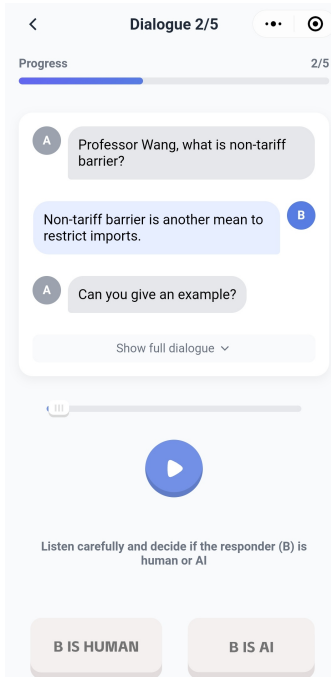 Dialogue 2/5
Progress
2/5
A
Professor Wang, what is non-tariff
barrier?
Non-tariff barrier is another mean to
restrict imports.
B
A
Can you give an example?
Show full dialogue
Listen carefully and decide if the responder (B) is
human or AI
B IS HUMAN
B IS AI